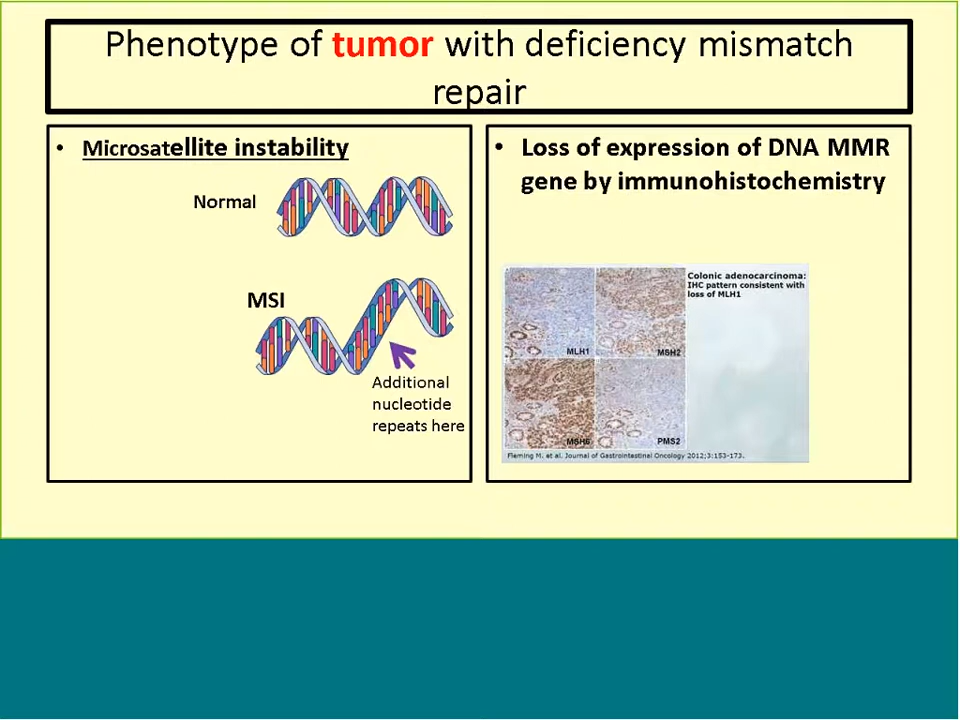 Phenotype of tumor with deficiency mismatch
repair
• Microsatellite instability
Normal
MSI
Additional
nucleotide
repeats here
• Loss of expression of DNA MMR
gene by immunohistochemistry
Colonic adenocarcinoma:
IHC pattern consistent with
loss of MLH1
MLH1
MSH2
MSH6
PMS2
Fleming M. et al. Journal of Gastrointestinal Oncology 2012;3:153-173.